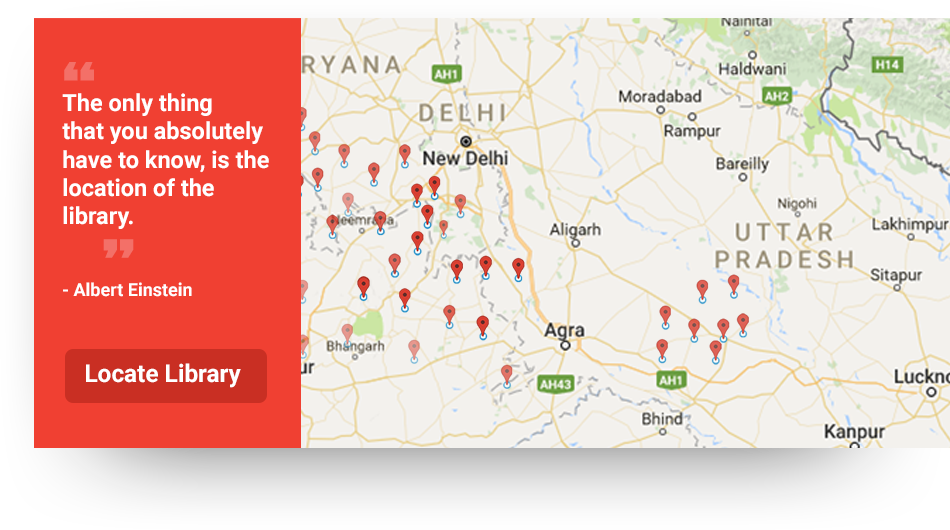 “
The only thing
that you absolutely
have to know, is the
location of the
library.
”
- Albert Einstein
Locate Library
RYANA
AH1
DELHI
New Delhi
Nainital
Haldwani
H14
AH2
Moradabad
Rampur
Bareilly
Nigohi
Lakhimpur
Aligarh
UTTAR
PRADESH
Sitapur
Neemrana
Bhangarh
ur
Agra
AH43
AH1
Bhind
Luckno
Kanpur